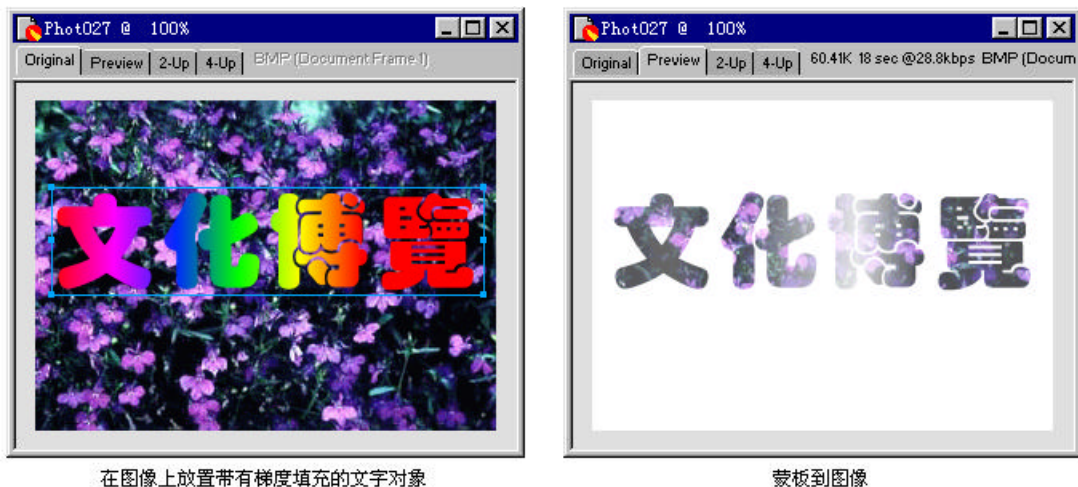 Phot027 @ 100%
Original Preview 2-Up 4-Up BMP (Document Frame 1)
文化博覽
在图像上放置带有梯度填充的文字对象
Phot027 @ 100%
Original Preview 2-Up 4-Up 60.41K 18 sec @28.8kbps BMP (Docum
文化博覽
蒙板到图像